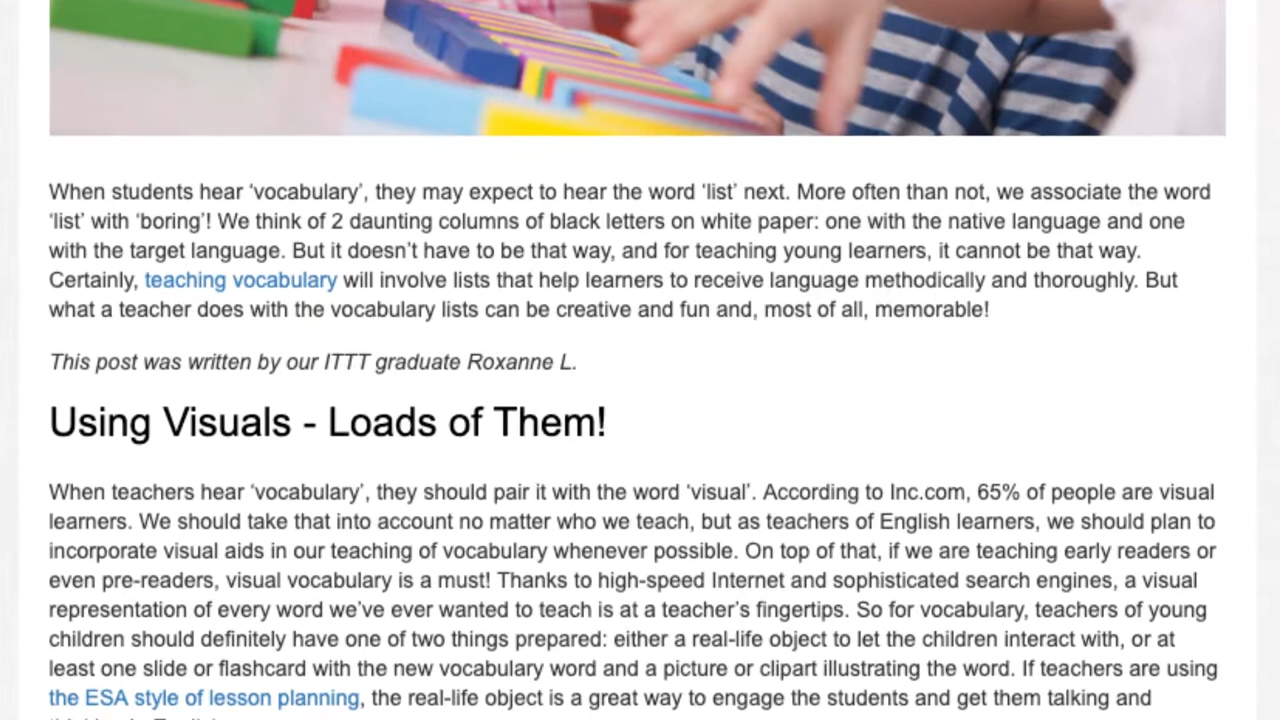 When students hear ‘vocabulary’, they may expect to hear the word ‘list’ next. More often than not, we associate the word
‘list’ with ‘boring’! We think of 2 daunting columns of black letters on white paper: one with the native language and one
with the target language. But it doesn’t have to be that way, and for teaching young learners, it cannot be that way.
Certainly, teaching vocabulary will involve lists that help learners to receive language methodically and thoroughly. But
what a teacher does with the vocabulary lists can be creative and fun and, most of all, memorable!
This post was written by our ITTT graduate Roxanne L.
Using Visuals - Loads of Them!
When teachers hear ‘vocabulary’, they should pair it with the word ‘visual’. According to Inc.com, 65% of people are visual
learners. We should take that into account no matter who we teach, but as teachers of English learners, we should plan to
incorporate visual aids in our teaching of vocabulary whenever possible. On top of that, if we are teaching early readers or
even pre-readers, visual vocabulary is a must! Thanks to high-speed Internet and sophisticated search engines, a visual
representation of every word we’ve ever wanted to teach is at a teacher’s fingertips. So for vocabulary, teachers of young
children should definitely have one of two things prepared: either a real-life object to let the children interact with, or at
least one slide or flashcard with the new vocabulary word and a picture or clipart illustrating the word. If teachers are using
the ESA style of lesson planning, the real-life object is a great way to engage the students and get them talking and